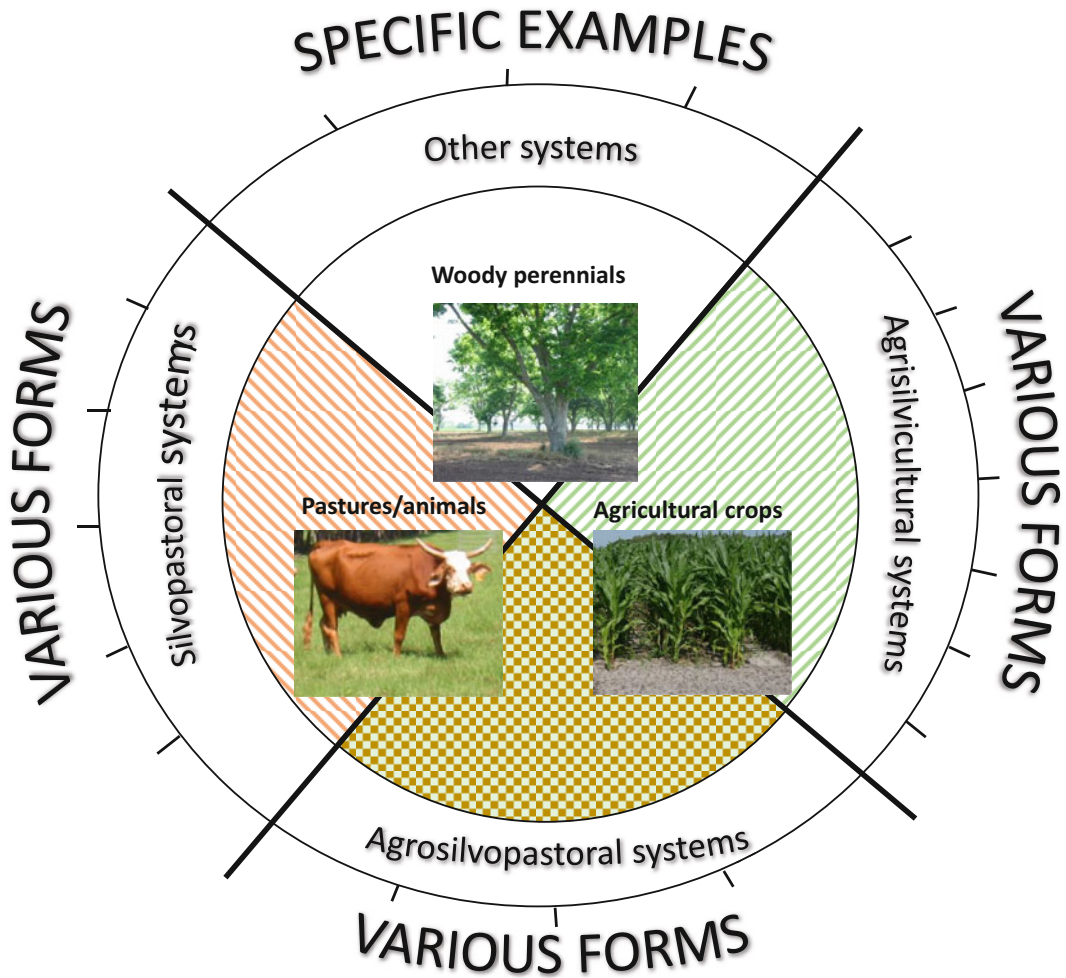 SPECIFIC EXAMPLES
Other systems
Woody perennials
VARIOUS FORMS
Silvopastoral systems
Pastures/animals
Agricultural crops
Agrisilvicultural systems
VARIOUS FORMS
Agrosilvopastoral systems
VARIOUS FORMS